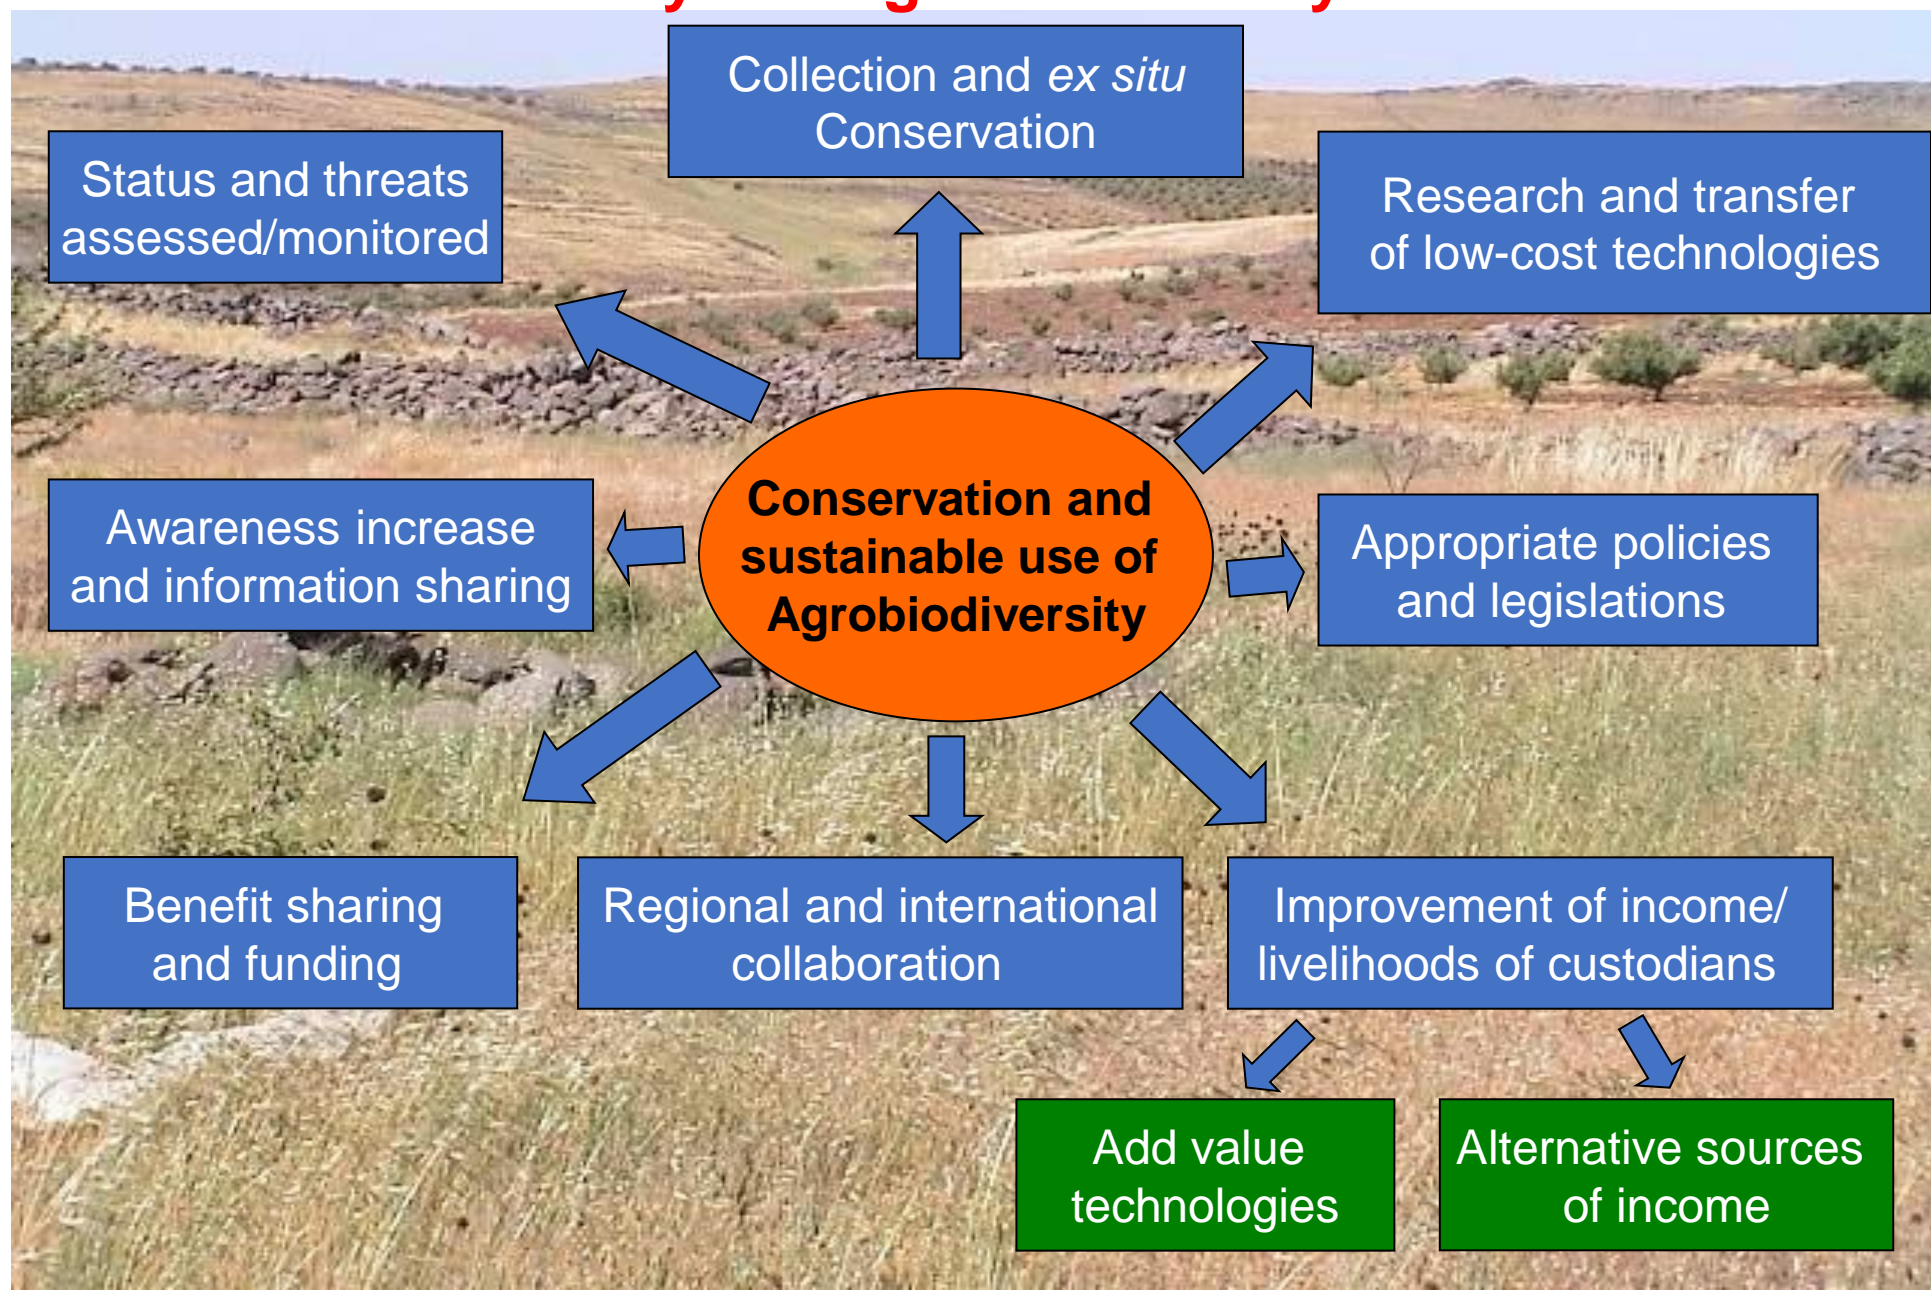 Collection and ex situ
Conservation
Status and threats
assessed/monitored
Research and transfer
of low-cost technologies
Conservation and
sustainable use of
Agrobiodiversity
Awareness increase
and information sharing
Appropriate policies
and legislations
Benefit sharing
and funding
Regional and international
collaboration
Improvement of income/
livelihoods of custodians
Add value
technologies
Alternative sources
of income